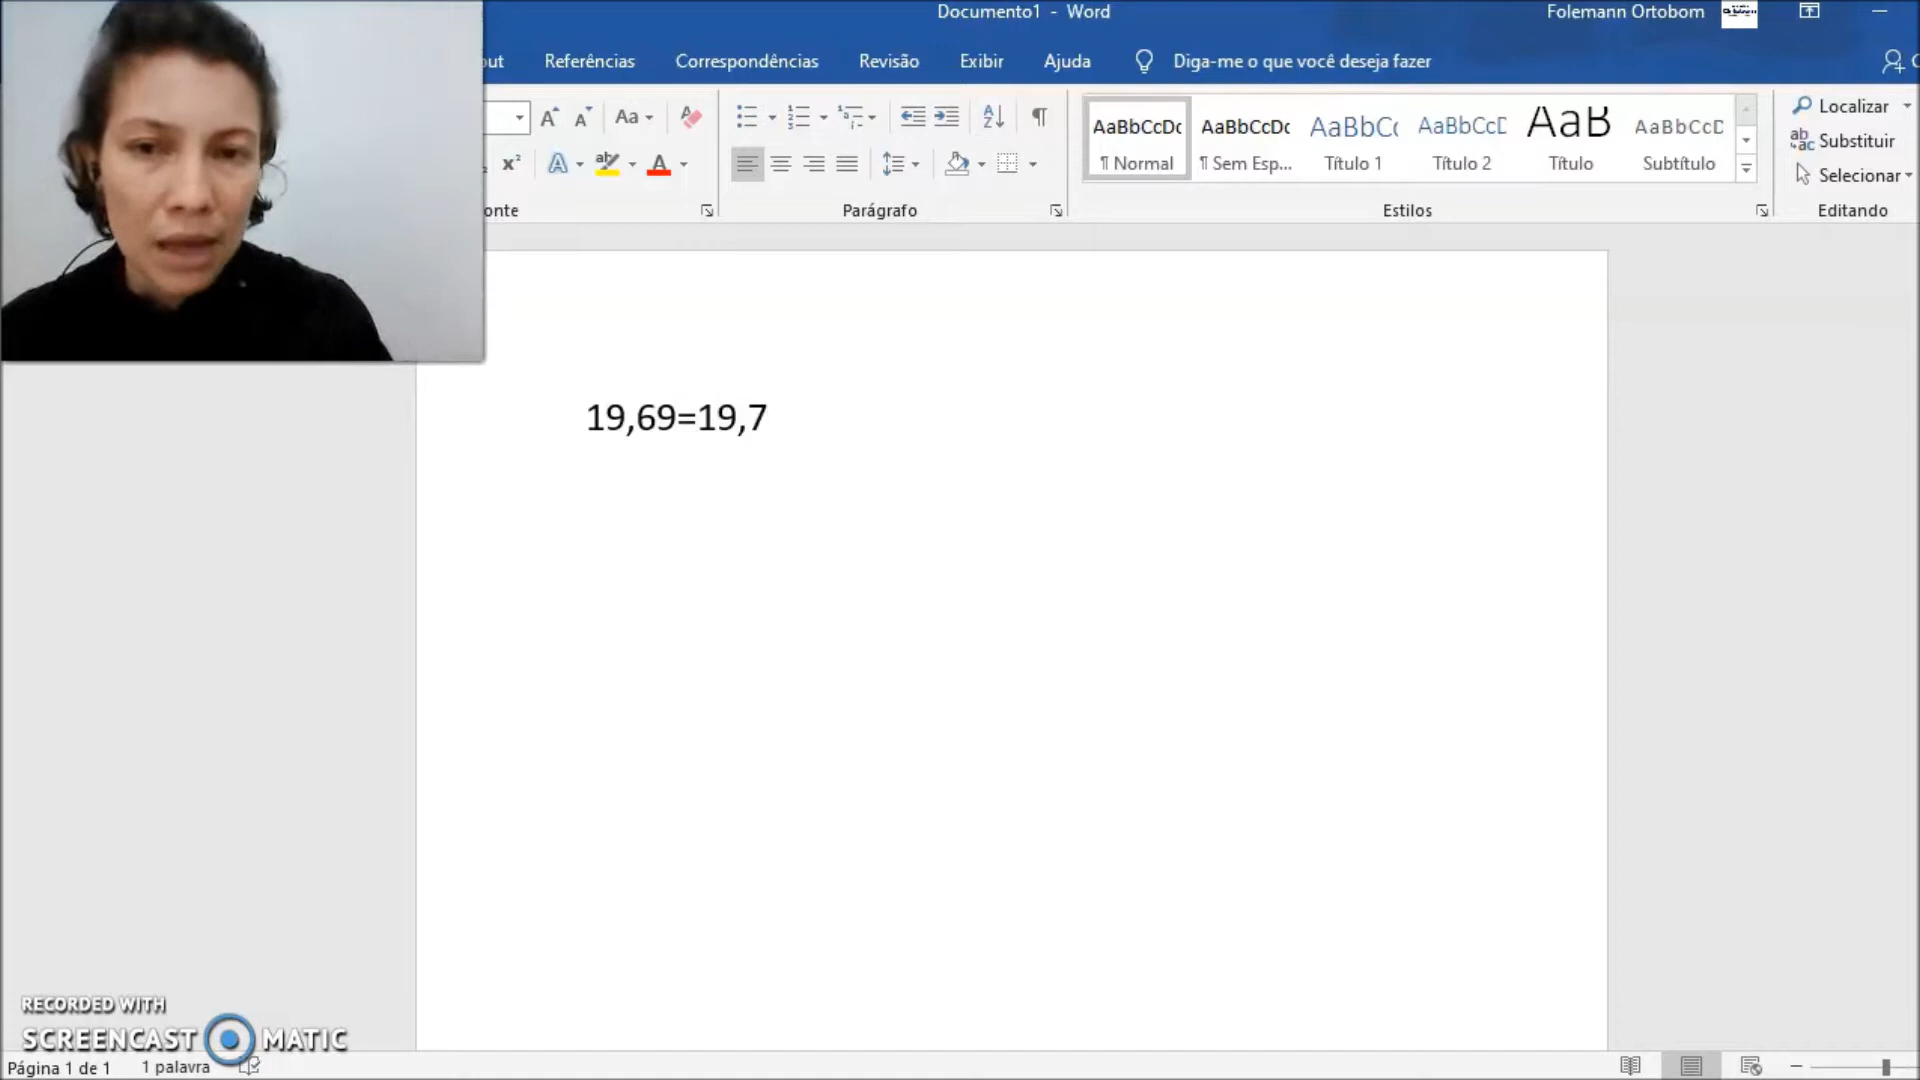 Documento1 - Word
Folemann Ortobom
out Referências Correspondências Revisão Exibir Ajuda Diga-me o que você deseja fazer
Aa
AaBbCcDc AaBbCcDc AaBbCc AaBbCcD AaB AaBbCcD
¶ Normal ¶ Sem Esp... Título 1 Título 2 Título Subtítulo
Localizar
Substituir
Selecionar
onte Parágrafo Estilos Editando
19,69=19,7
RECORDED WITH
SCREENCAST MATIC
Página 1 de 1 1 palavra